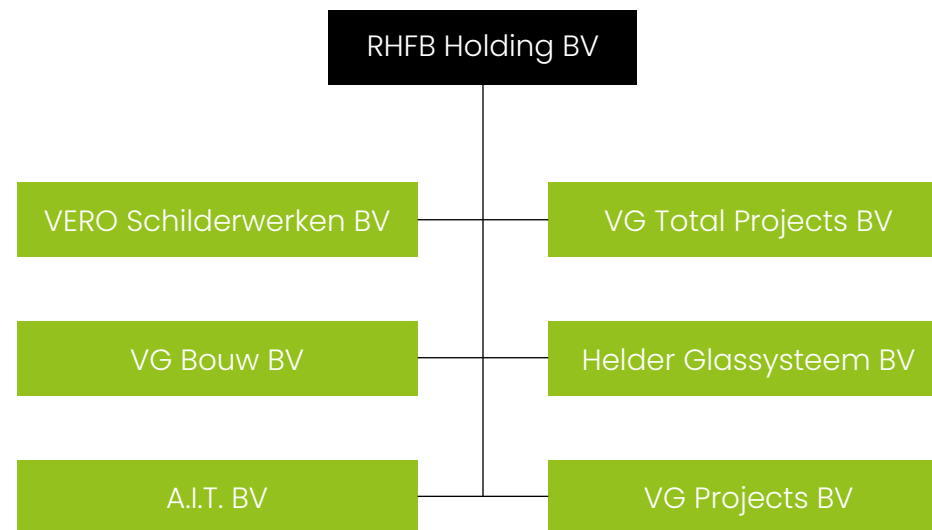 RHFB Holding BV
VERO Schilderwerken BV
VG Total Projects BV
VG Bouw BV
Helder Glassysteem BV
A.I.T. BV
VG Projects BV